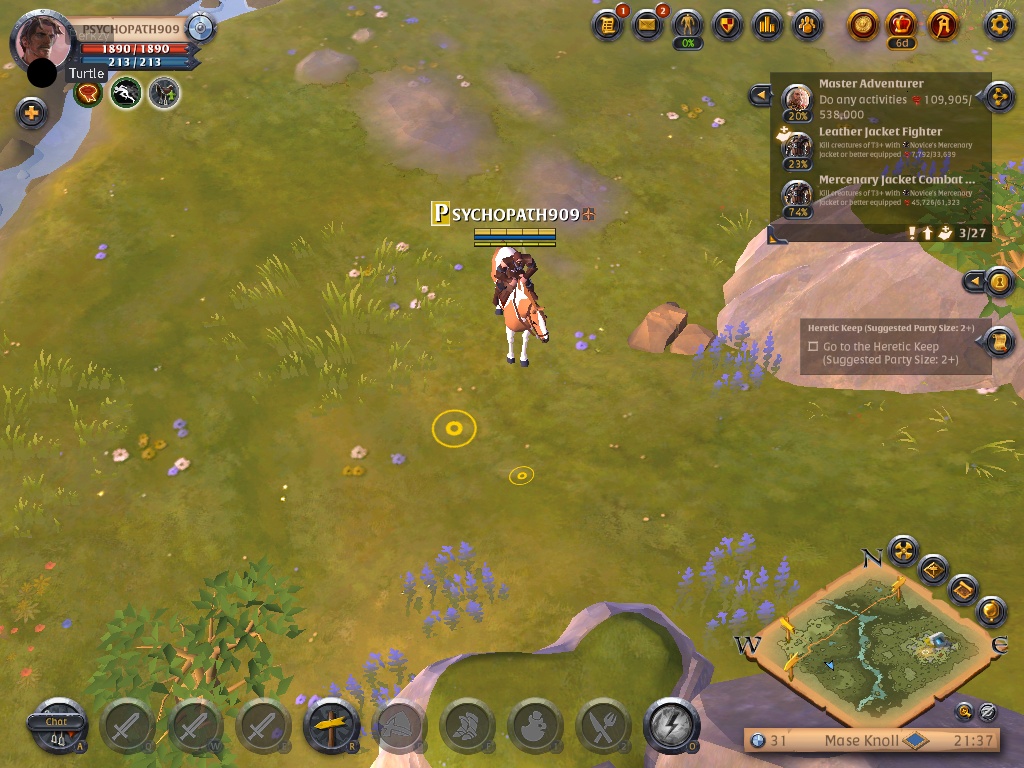 PSYCHOPATH909
1890 / 1890
213 / 213
Turtle
1
2
0%
6d
Master Adventurer
Do any activities 109,905/
538,000
20%
Leather Jacket Fighter
Kill creatures of T3+ with Novice's Mercenary
Jacket or better equipped 7,792/33,639
23%
Mercenary Jacket Combat ...
Kill creatures of T3+ with Novice's Mercenary
Jacket or better equipped 45,726/61,323
74%
3/27
PSYCHOPATH909
Heretic Keep (Suggested Party Size: 2+)
Go to the Heretic Keep
(Suggested Party Size: 2+)
N
W
E
Chat
A
Q
W
E
R
O
31
Mase Knoll
21:37